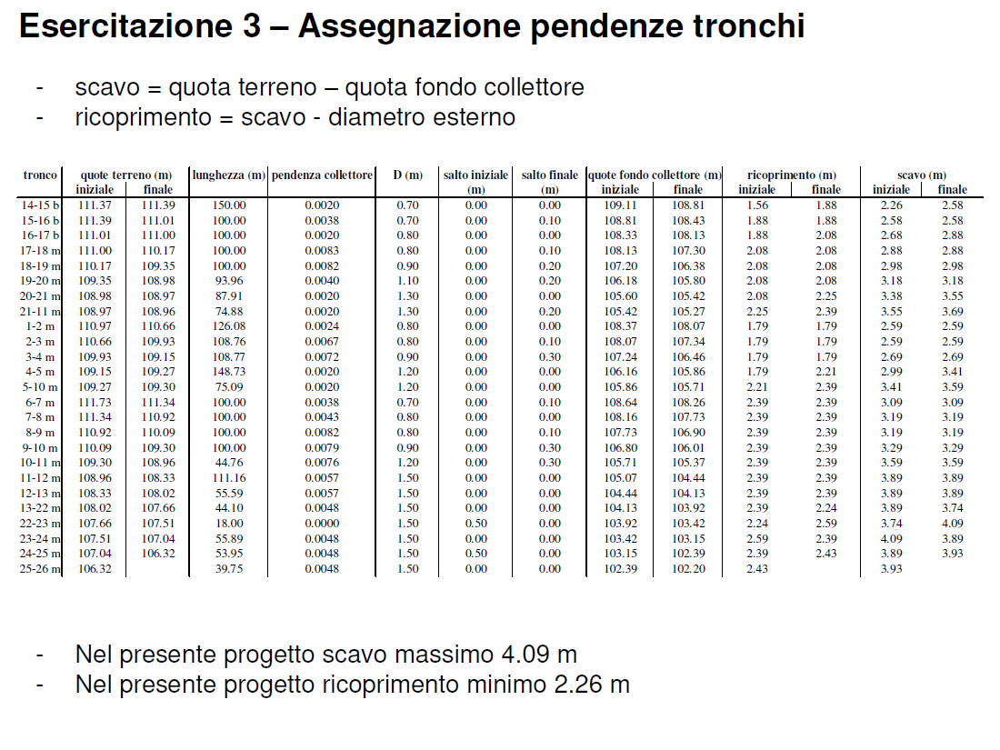 Esercitazione 3 – Assegnazione pendenze tronchi
- scavo = quota terreno – quota fondo collettore
- ricoprimento = scavo - diametro esterno
tronco quote terreno (m) lunghezza (m) pendenza collettore D (m) salto iniziale salto finale quote fondo collettore (m) ricoprimento (m) scavo (m)
iniziale finale (m) (m) iniziale finale iniziale finale iniziale finale
14-15 b 111.37 111.39 150.00 0.0020 0.70 0.00 0.00 109.11 108.81 1.56 1.88 2.26 2.58
15-16 b 111.39 111.01 100.00 0.0038 0.70 0.00 0.10 108.81 108.43 1.88 1.88 2.58 2.58
16-17 b 111.01 111.00 100.00 0.0020 0.80 0.00 0.00 108.33 108.13 1.88 2.08 2.68 2.88
17-18 m 111.00 110.17 100.00 0.0083 0.80 0.00 0.10 108.13 107.30 2.08 2.08 2.88 2.88
18-19 m 110.17 109.35 100.00 0.0082 0.90 0.00 0.20 107.20 106.38 2.08 2.08 2.98 2.98
19-20 m 109.35 108.98 93.96 0.0040 1.10 0.00 0.20 106.18 105.80 2.08 2.08 3.18 3.18
20-21 m 108.98 108.97 87.91 0.0020 1.30 0.00 0.00 105.60 105.42 2.08 2.25 3.38 3.55
21-11 m 108.97 108.96 74.88 0.0020 1.30 0.00 0.20 105.42 105.27 2.25 2.39 3.55 3.69
1-2 m 110.97 110.66 126.08 0.0024 0.80 0.00 0.00 108.37 108.07 1.79 1.79 2.59 2.59
2-3 m 110.66 109.93 108.76 0.0067 0.80 0.00 0.10 108.07 107.34 1.79 1.79 2.59 2.59
3-4 m 109.93 109.15 108.77 0.0072 0.90 0.00 0.30 107.24 106.46 1.79 1.79 2.69 2.69
4-5 m 109.15 109.27 148.73 0.0020 1.20 0.00 0.00 106.16 105.86 1.79 2.21 2.99 3.41
5-10 m 109.27 109.30 75.09 0.0020 1.20 0.00 0.00 105.86 105.71 2.21 2.39 3.41 3.59
6-7 m 111.73 111.34 100.00 0.0038 0.70 0.00 0.10 108.64 108.26 2.39 2.39 3.09 3.09
7-8 m 111.34 110.92 100.00 0.0043 0.80 0.00 0.00 108.16 107.73 2.39 2.39 3.19 3.19
8-9 m 110.92 110.09 100.00 0.0082 0.80 0.00 0.10 107.73 106.90 2.39 2.39 3.19 3.19
9-10 m 110.09 109.30 100.00 0.0079 0.90 0.00 0.30 106.80 106.01 2.39 2.39 3.29 3.29
10-11 m 109.30 108.96 44.76 0.0076 1.20 0.00 0.30 105.71 105.37 2.39 2.39 3.59 3.59
11-12 m 108.96 108.33 111.16 0.0057 1.50 0.00 0.00 105.07 104.44 2.39 2.39 3.89 3.89
12-13 m 108.33 108.02 55.59 0.0057 1.50 0.00 0.00 104.44 104.13 2.39 2.39 3.89 3.89
13-22 m 108.02 107.66 44.10 0.0048 1.50 0.00 0.00 104.13 103.92 2.39 2.24 3.89 3.74
22-23 m 107.66 107.51 18.00 0.0000 1.50 0.50 0.00 103.92 103.42 2.24 2.59 3.74 4.09
23-24 m 107.51 107.04 55.89 0.0048 1.50 0.00 0.00 103.42 103.15 2.59 2.39 4.09 3.89
24-25 m 107.04 106.32 53.95 0.0048 1.50 0.50 0.00 103.15 102.39 2.39 2.43 3.89 3.93
25-26 m 106.32 39.75 0.0048 1.50 0.00 0.00 102.39 102.20 2.43 3.93
- Nel presente progetto scavo massimo 4.09 m
- Nel presente progetto ricoprimento minimo 2.26 m